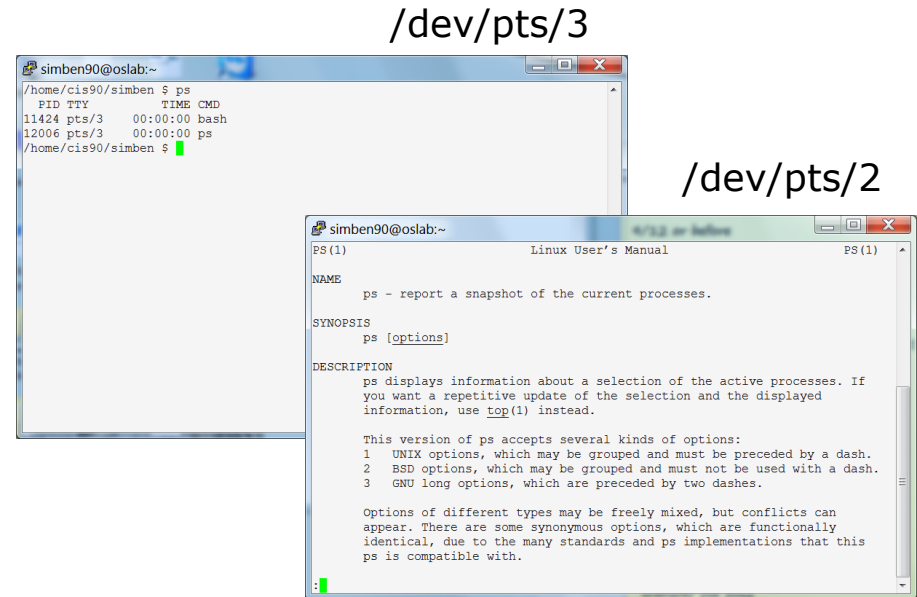 /dev/pts/3
simben90@oslab:~
/home/cis90/simben $ ps
PID TTY TIME CMD
11424 pts/3 00:00:00 bash
12006 pts/3 00:00:00 ps
/home/cis90/simben $
/dev/pts/2
simben90@oslab:~
4/12 or before
PS(1) Linux User's Manual PS(1)
NAME
ps - report a snapshot of the current processes.
SYNOPSIS
ps [options]
DESCRIPTION
ps displays information about a selection of the active processes. If
you want a repetitive update of the selection and the displayed
information, use top(1) instead.
This version of ps accepts several kinds of options:
1 UNIX options, which may be grouped and must be preceded by a dash.
2 BSD options, which may be grouped and must not be used with a dash.
3 GNU long options, which are preceded by two dashes.
Options of different types may be freely mixed, but conflicts can
appear. There are some synonymous options, which are functionally
identical, due to the many standards and ps implementations that this
ps is compatible with.
: